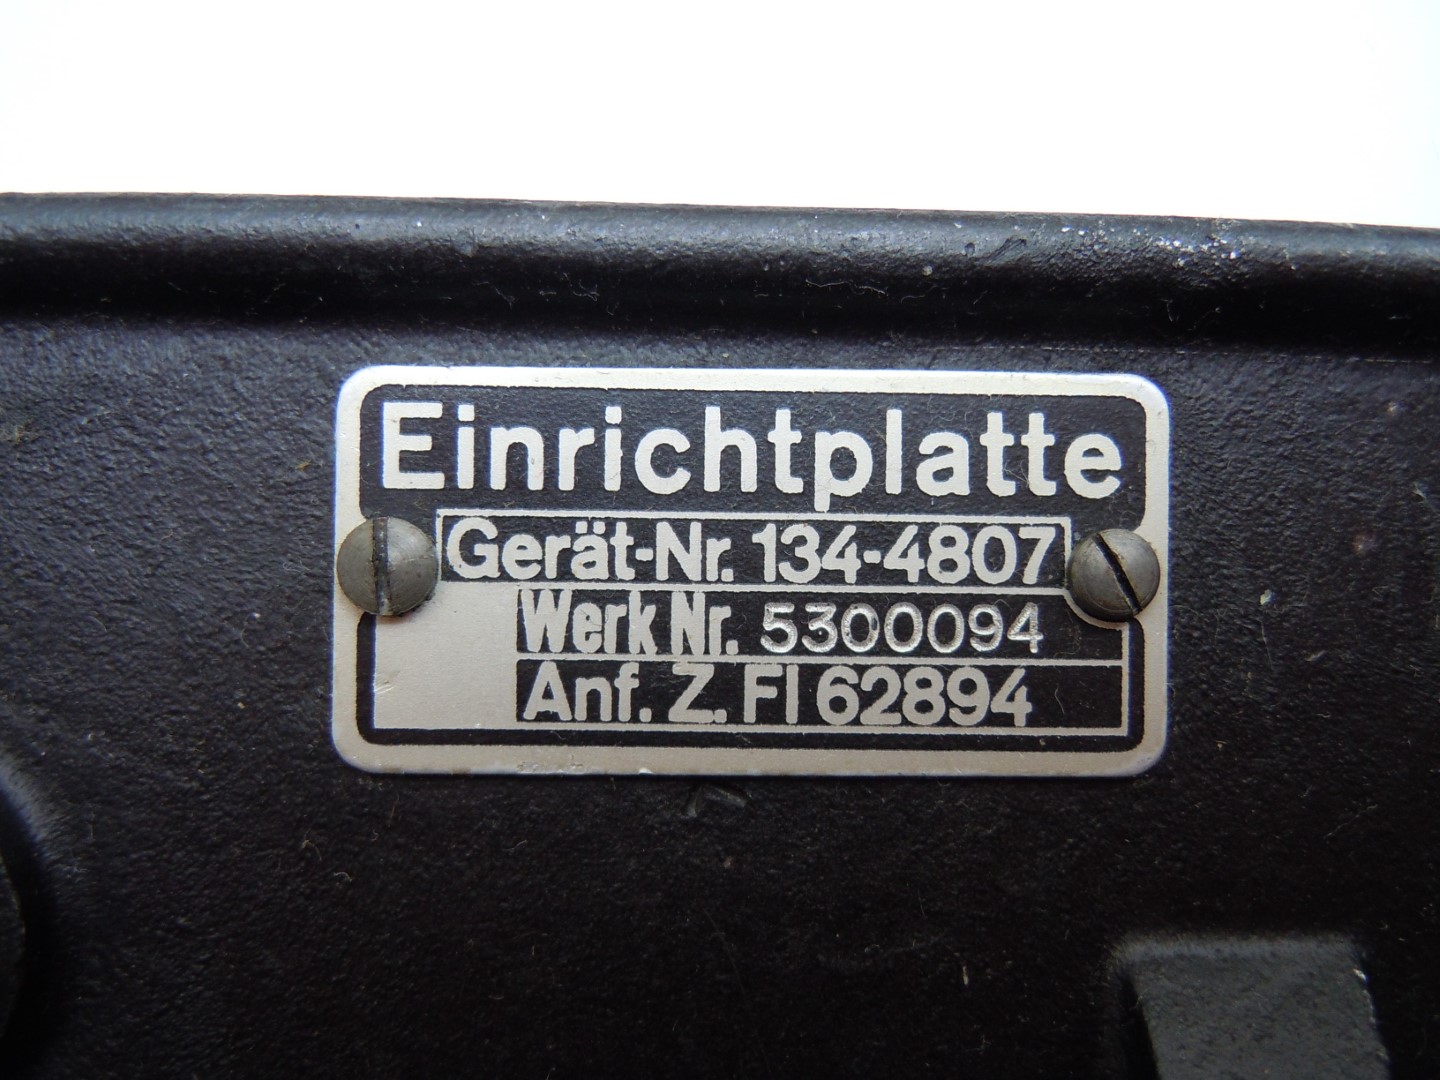 Einrichtplatte
Gerät-Nr. 134-4807
Werk Nr. 5300094
Anf. Z. Fl 62894